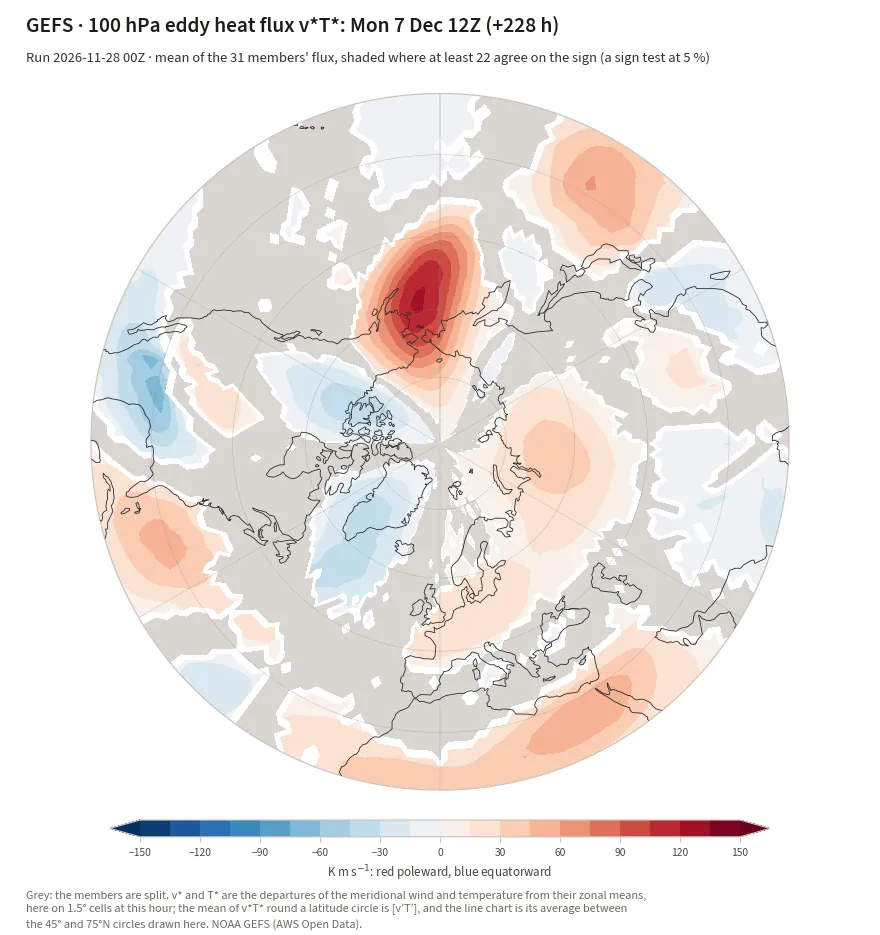 GEFS · 100 hPa eddy heat flux v*T*: Mon 7 Dec 12Z (+228 h)
Run 2026-11-28 00Z · mean of the 31 members' flux, shaded where at least 22 agree on the sign (a sign test at 5 %)
−150 −120 −90 −60 −30 0 30 60 90 120 150
K m s⁻¹: red poleward, blue equatorward
Grey: the members are split. v* and T* are the departures of the meridional wind and temperature from their zonal means,
here on 1.5° cells at this hour; the mean of v*T* round a latitude circle is [v'T'], and the line chart is its average between
the 45° and 75°N circles drawn here. NOAA GEFS (AWS Open Data).